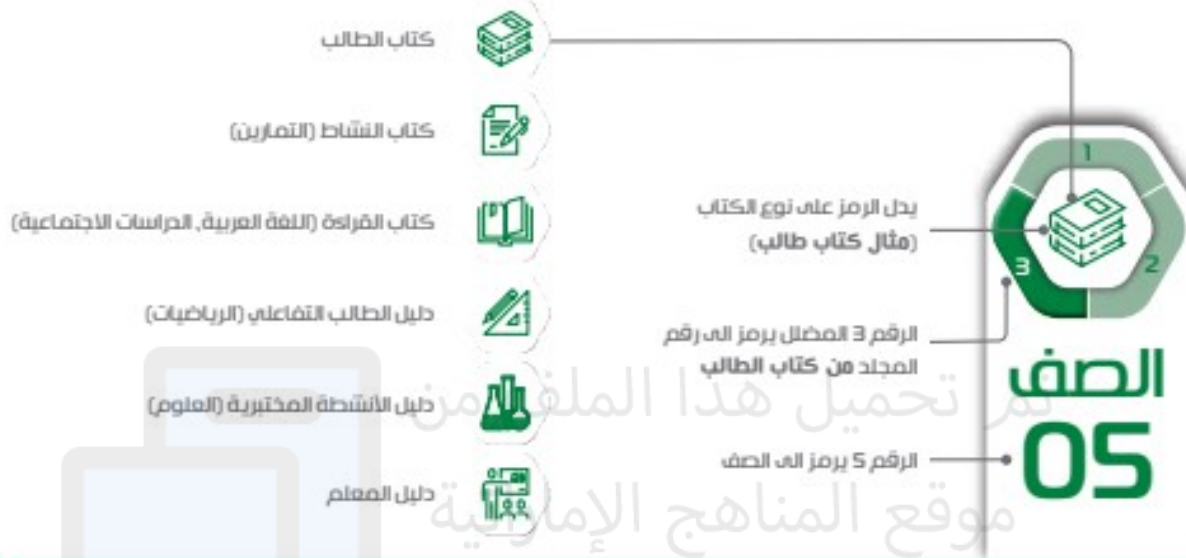 كتاب الطالب
كتاب النشاط (التمارين)
كتاب القراءة (اللغة العربية، الدراسات الاجتماعية)
دليل الطالب التفاعلي (الرياضيات)
دليل الأنشطة المختبرية (العلوم)
دليل المعلم
1
2
3
يدل الرمز على نوع الكتاب
(مثال كتاب طالب)
الرقم 3 المضلل يرمز الى رقم
المجلد من كتاب الطالب
الرقم 5 يرمز الى الصف
الصف
05
تم تحميل هذا الملف من
موقع المناهج الإماراتية